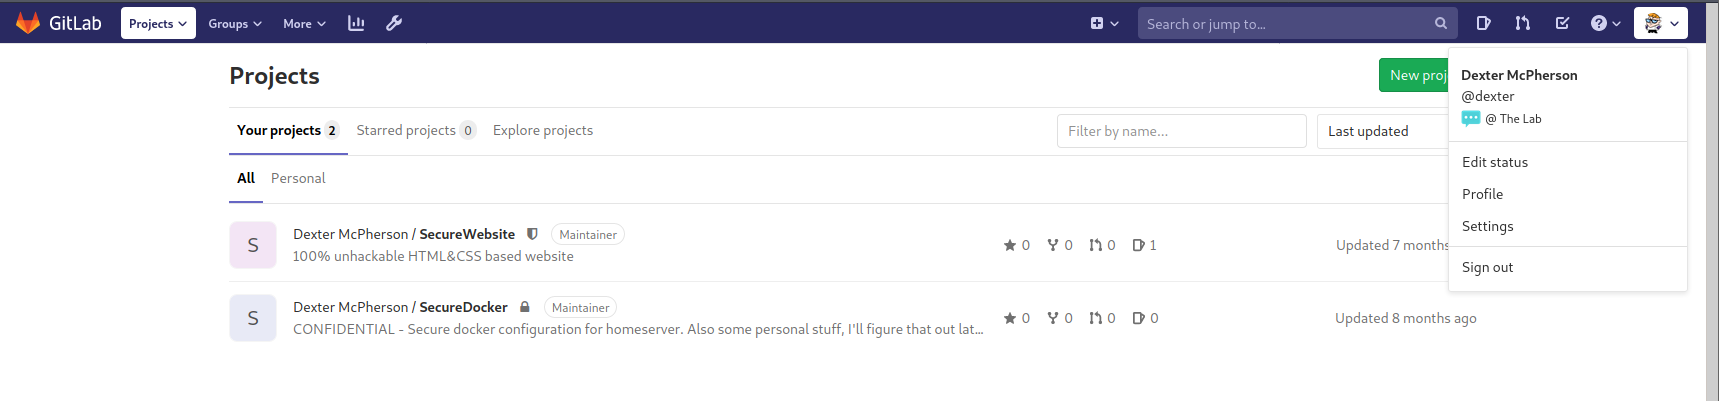 GitLab Projects Groups More Search or jump to...
Projects
New proj
Dexter McPherson
@dexter
@ The Lab
Edit status
Profile
Settings
Sign out
Your projects 2 Starred projects 0 Explore projects Filter by name... Last updated
All Personal
S
Dexter McPherson / SecureWebsite Maintainer
100% unhackable HTML&CSS based website
0 0 0 1 Updated 7 months
S
Dexter McPherson / SecureDocker Maintainer
CONFIDENTIAL - Secure docker configuration for homeserver. Also some personal stuff, I'll figure that out lat...
0 0 0 0 Updated 8 months ago